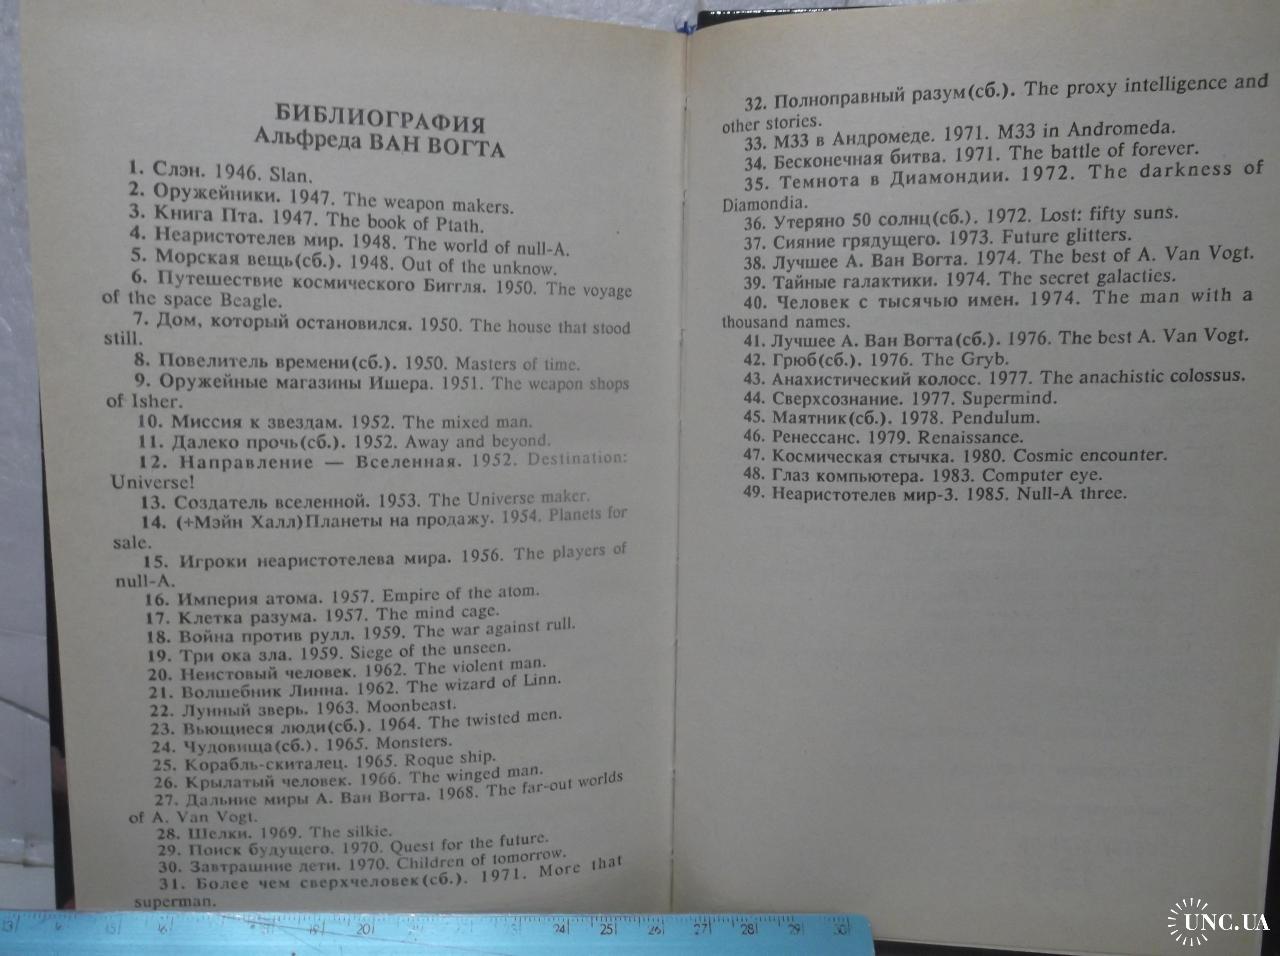 БИБЛИОГРАФИЯ
Альфреда ВАН ВОГТА
1. Слэн. 1946. Slan.
2. Оружейники. 1947. The weapon makers.
3. Книга Пта. 1947. The book of Ptath.
4. Неаристотелев мир. 1948. The world of null-A.
5. Морская вещь(сб.). 1948. Out of the unknow.
6. Путешествие космического Биггля. 1950. The voyage
of the space Beagle.
7. Дом, который остановился. 1950. The house that stood
still.
8. Повелитель времени(сб.). 1950. Masters of time.
9. Оружейные магазины Ишера. 1951. The weapon shops
of Isher.
10. Миссия к звездам. 1952. The mixed man.
11. Далеко прочь(сб.). 1952. Away and beyond.
12. Направление — Вселенная. 1952. Destination:
Universe!
13. Создатель вселенной. 1953. The Universe maker.
14. (+Мэйн Халл)Планеты на продажу. 1954. Planets for
sale.
15. Игроки неаристотелева мира. 1956. The players of
null-A.
16. Империя атома. 1957. Empire of the atom.
17. Клетка разума. 1957. The mind cage.
18. Война против рулл. 1959. The war against rull.
19. Три ока зла. 1959. Siege of the unseen.
20. Неистовый человек. 1962. The violent man.
21. Волшебник Линна. 1962. The wizard of Linn.
22. Лунный зверь. 1963. Moonbeast.
23. Вьющиеся люди(сб.). 1964. The twisted men.
24. Чудовища(сб.). 1965. Monsters.
25. Корабль-скиталец. 1965. Roque ship.
26. Крылатый человек. 1966. The winged man.
27. Дальние миры А. Ван Вогта. 1968. The far-out worlds
of A. Van Vogt.
28. Шелки. 1969. The silkie.
29. Поиск будущего. 1970. Quest for the future.
30. Завтрашние дети. 1970. Children of tomorrow.
31. Более чем сверхчеловек(сб.). 1971. More that
superman.
32. Полноправный разум(сб.). The proxy intelligence and
other stories.
33. М33 в Андромеде. 1971. M33 in Andromeda.
34. Бесконечная битва. 1971. The battle of forever.
35. Темнота в Диамондии. 1972. The darkness of
Diamondia.
36. Утеряно 50 солнц(сб.). 1972. Lost: fifty suns.
37. Сияние грядущего. 1973. Future glitters.
38. Лучшее А. Ван Вогта. 1974. The best of A. Van Vogt.
39. Тайные галактики. 1974. The secret galacties.
40. Человек с тысячью имен. 1974. The man with a
thousand names.
41. Лучшее А. Ван Вогта(сб.). 1976. The best A. Van Vogt.
42. Грюб(сб.). 1976. The Gryb.
43. Анахистический колосс. 1977. The anachistic colossus.
44. Сверхсознание. 1977. Supermind.
45. Маятник(сб.). 1978. Pendulum.
46. Ренессанс. 1979. Renaissance.
47. Космическая стычка. 1980. Cosmic encounter.
48. Глаз компьютера. 1983. Computer eye.
49. Неаристотелев мир-3. 1985. Null-A three.
19 20 24 25 26 27 28 29 30
UNC.UA